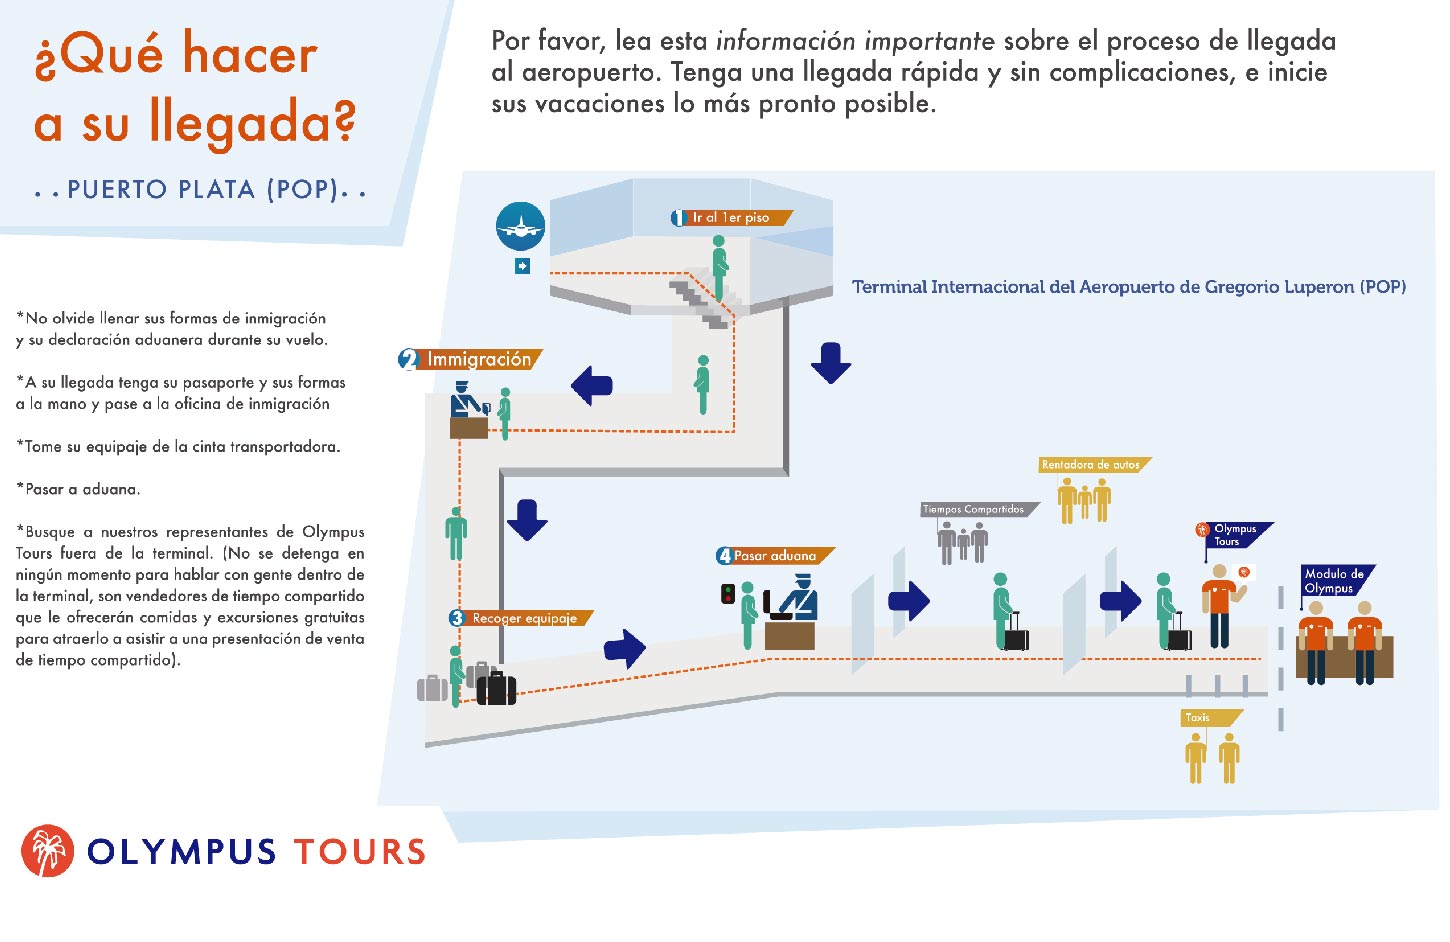 ¿Qué hacer
a su llegada?
. . PUERTO PLATA (POP). . .
Por favor, lea esta información importante sobre el proceso de llegada
al aeropuerto. Tenga una llegada rápida y sin complicaciones, e inicie
sus vacaciones lo más pronto posible.
*No olvide llenar sus formas de inmigración
y su declaración aduanera durante su vuelo.
*A su llegada tenga su pasaporte y sus formas
a la mano y pase a la oficina de inmigración
*Tome su equipaje de la cinta transportadora.
*Pasar a aduana.
*Busque a nuestros representantes de Olympus
Tours fuera de la terminal. (No se detenga en
ningún momento para hablar con gente dentro de
la terminal, son vendedores de tiempo compartido
que le ofrecerán comidas y excursiones gratuitas
para atraerlo a asistir a una presentación de venta
de tiempo compartido).
1 Ir al 1er piso
Terminal Internacional del Aeropuerto de Gregorio Luperon (POP)
2 Immigración
3 Recoger equipaje
4 Pasar aduana
Tiempos Compartidos
Rentadora de autos
Olympus
Tours
Modulo de
Olympus
Taxis
OLYMPUS TOURS